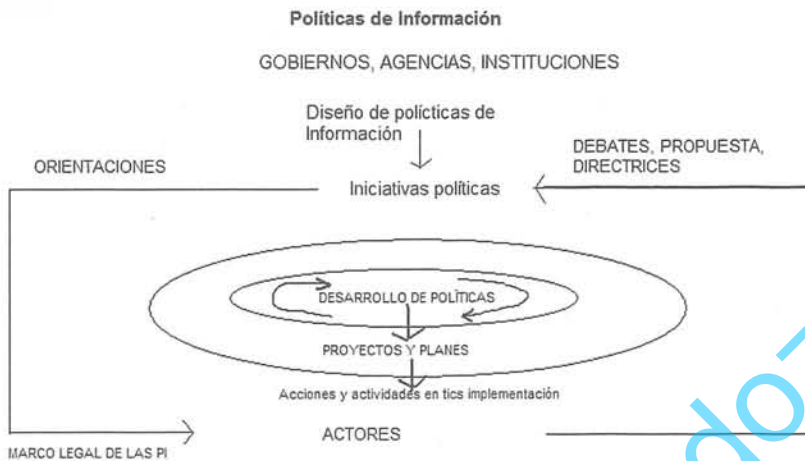 Políticas de Información
GOBIERNOS, AGENCIAS, INSTITUCIONES
Diseño de polícticas de
Información
DEBATES, PROPUESTA,
DIRECTRICES
ORIENTACIONES
Iniciativas políticas
DESARROLLO DE POLÍTICAS
PROYECTOS Y PLANES
Acciones y actividades en tics implementación
ACTORES
MARCO LEGAL DE LAS PI
do-